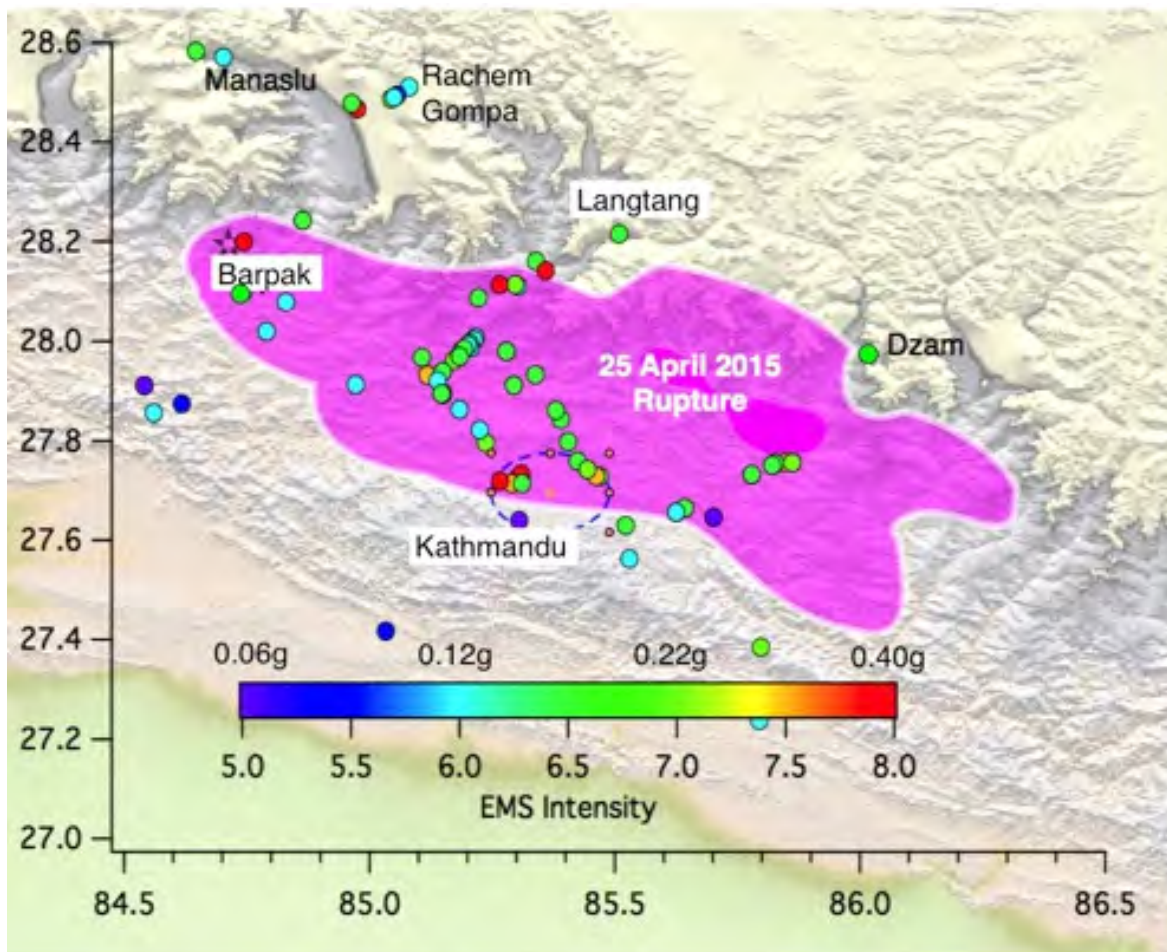 28.6
28.4
28.2
28.0
27.8
27.6
27.4
27.2
27.0
Manaslu
Rachem
Gompa
Langtang
Barpak
Dzam
25 April 2015
Rupture
Kathmandu
0.06g 0.12g 0.22g 0.40g
5.0 5.5 6.0 6.5 7.0 7.5 8.0
EMS Intensity
84.5 85.0 85.5 86.0 86.5